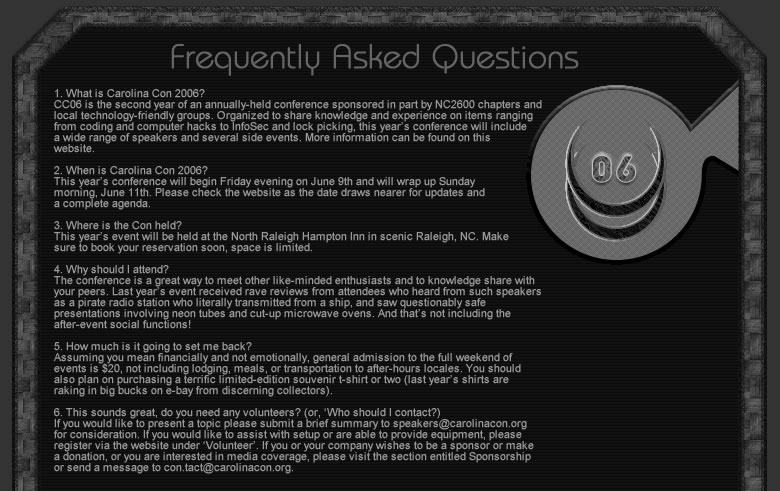 Frequently Asked Questions
1. What is Carolina Con 2006?
CC06 is the second year of an annually-held conference sponsored in part by NC2600 chapters and
local technology-friendly groups. Organized to share knowledge and experience on items ranging
from coding and computer hacks to InfoSec and lock picking, this year's conference will include
a wide range of speakers and several side events. More information can be found on this
website.
06
2. When is Carolina Con 2006?
This year's conference will begin Friday evening on June 9th and will wrap up Sunday
morning, June 11th. Please check the website as the date draws nearer for updates and
a complete agenda.
3. Where is the Con held?
This year's event will be held at the North Raleigh Hampton Inn in scenic Raleigh, NC. Make
sure to book your reservation soon, space is limited.
4. Why should I attend?
The conference is a great way to meet other like-minded enthusiasts and to knowledge share with
your peers. Last year's event received rave reviews from attendees who heard from such speakers
as a pirate radio station who literally transmitted from a ship, and saw questionably safe
presentations involving neon tubes and cut-up microwave ovens. And that's not including the
after-event social functions!
5. How much is it going to set me back?
Assuming you mean financially and not emotionally, general admission to the full weekend of
events is $20, not including lodging, meals, or transportation to after-hours locales. You should
also plan on purchasing a terrific limited-edition souvenir t-shirt or two (last year's shirts are
raking in big bucks on e-bay from discerning collectors).
6. This sounds great, do you need any volunteers? (or, 'Who should I contact?)
If you would like to present a topic please submit a brief summary to speakers@carolinacon.org
for consideration. If you would like to assist with setup or are able to provide equipment, please
register via the website under 'Volunteer'. If you or your company wishes to be a sponsor or make
a donation, or you are interested in media coverage, please visit the section entitled Sponsorship
or send a message to con.tact@carolinacon.org.